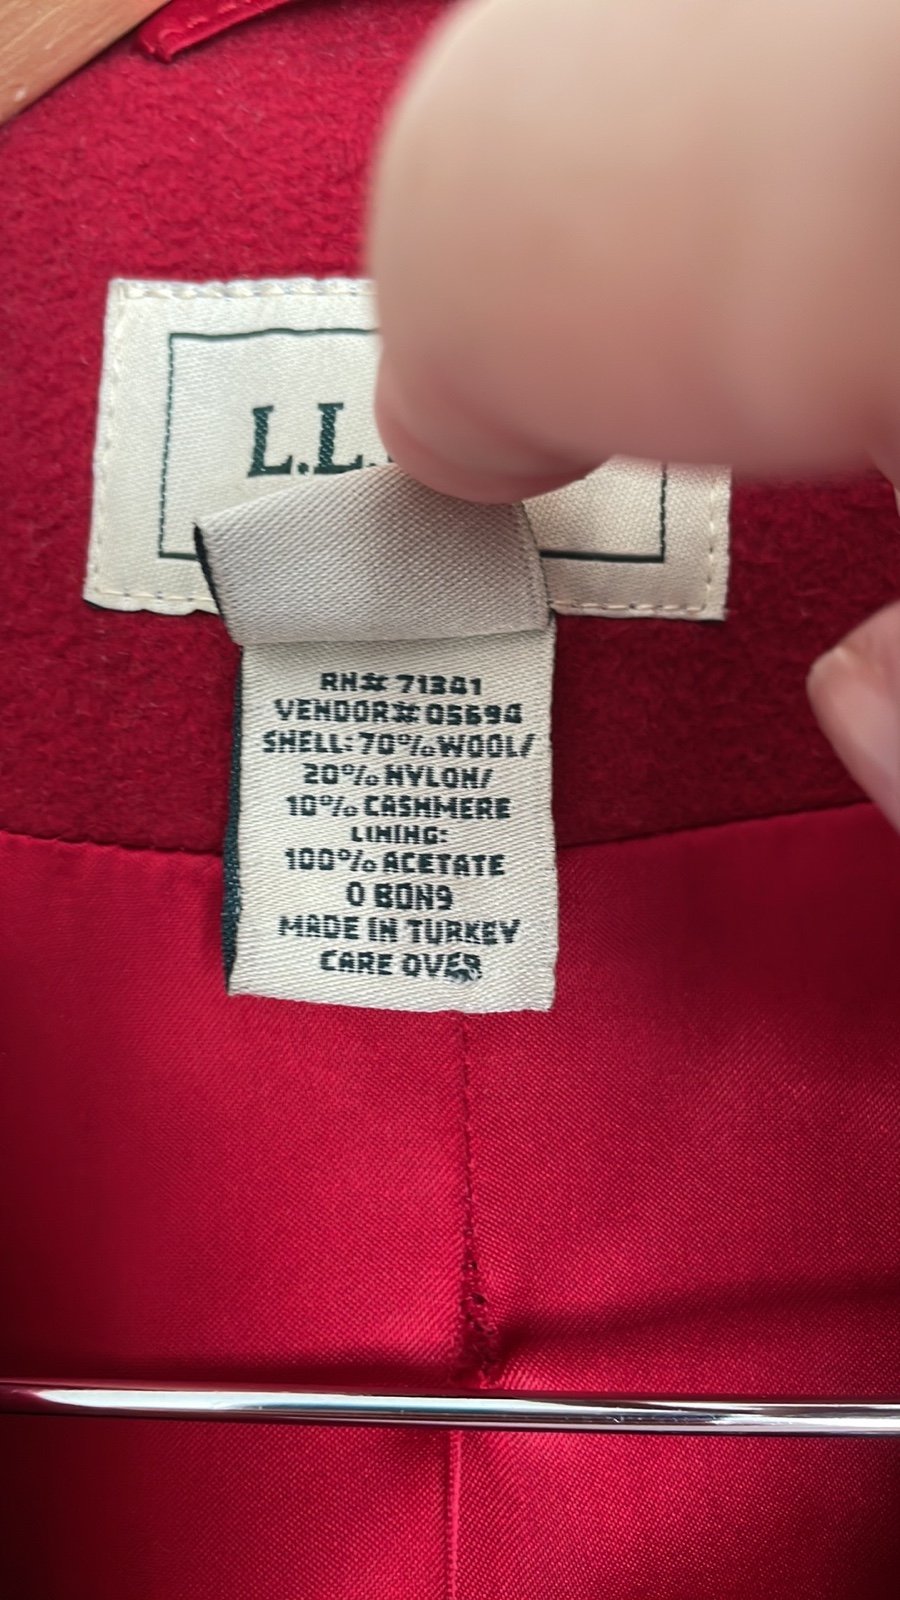 L.L.
RN# 71341
VENDOR# 05694
SHELL: 70% WOOL/
20% NYLON/
10% CASHMERE
LINING:
100% ACETATE
0 BON9
MADE IN TURKEY
CARE OVER